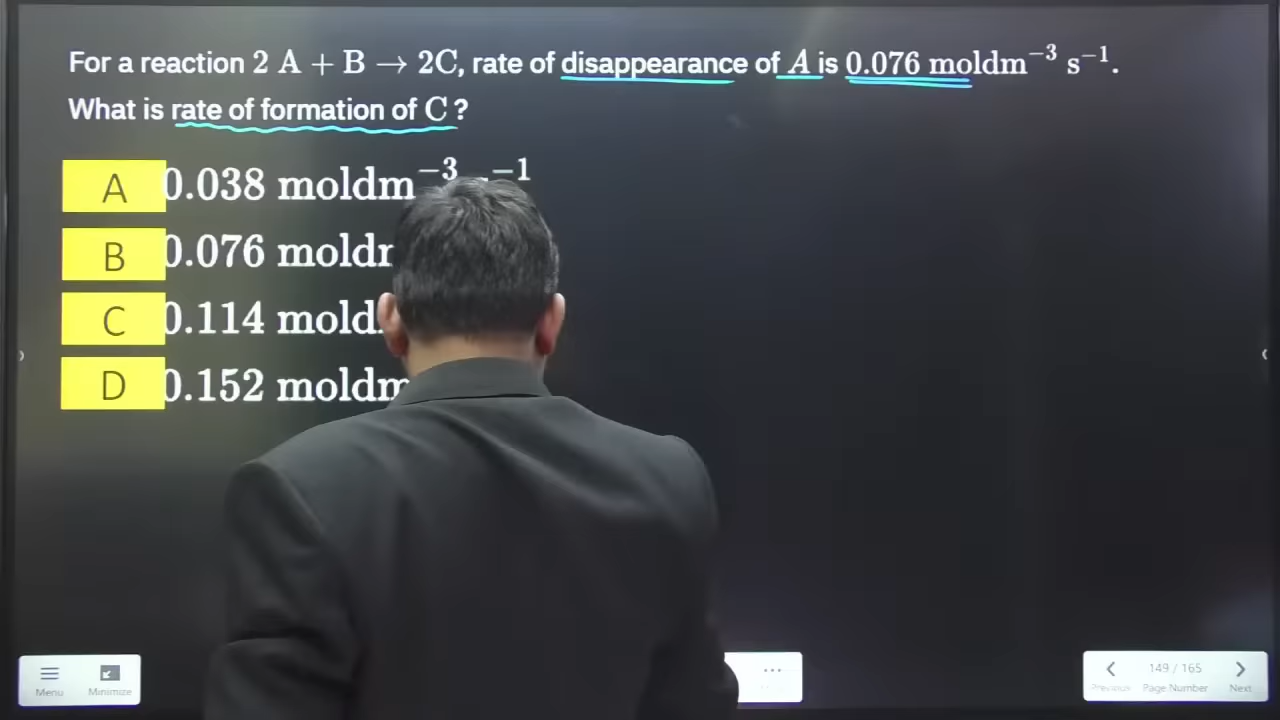 For a reaction 2 A + B → 2C, rate of disappearance of A is 0.076 moldm⁻³ s⁻¹.
What is rate of formation of C ?
A 0.038 moldm⁻³ ⁻¹
B 0.076
C 0.114
D 0.152 moldm
Menu
Minimize
...
149 / 165
Previous Page Number Next